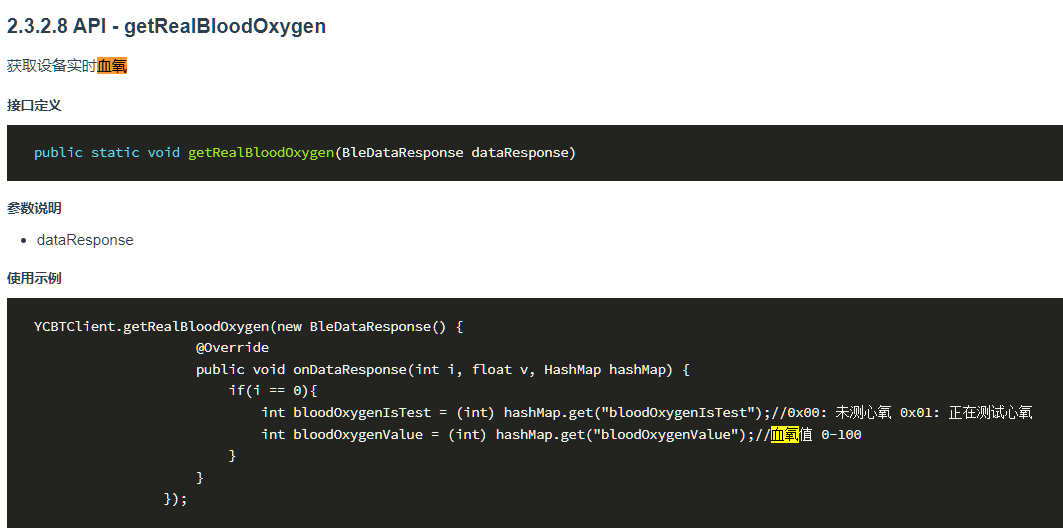 2.3.2.8 API - getRealBloodOxygen
获取设备实时血氧
接口定义
public static void getRealBloodOxygen(BleDataResponse dataResponse)
参数说明
• dataResponse
使用示例
YCBTClient.getRealBloodOxygen(new BleDataResponse() {
@Override
public void onDataResponse(int i, float v, HashMap hashMap) {
if(i == 0){
int bloodOxygenIsTest = (int) hashMap.get("bloodOxygenIsTest");//0x00: 未测心氧 0x01: 正在测试心氧
int bloodOxygenValue = (int) hashMap.get("bloodOxygenValue");//血氧值 0-100
}
}
});